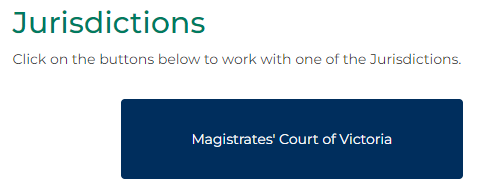 Jurisdictions
Click on the buttons below to work with one of the Jurisdictions.
Magistrates' Court of Victoria